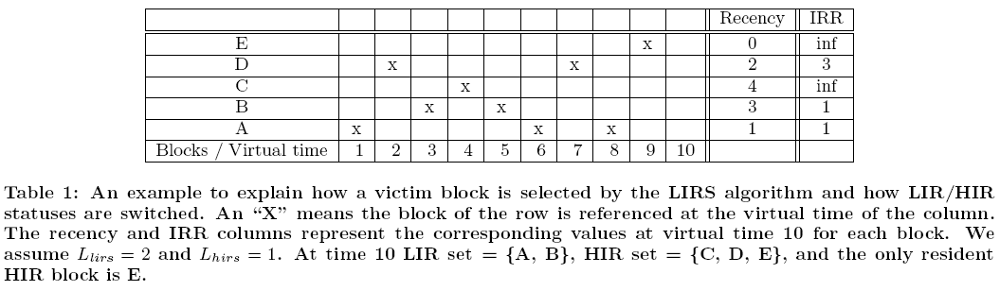 Recency IRR
E x 0 inf
D x x 2 3
C x 4 inf
B x x 3 1
A x x x 1 1
Blocks / Virtual time 1 2 3 4 5 6 7 8 9 10
Table 1: An example to explain how a victim block is selected by the LIRS algorithm and how LIR/HIR
statuses are switched. An “X” means the block of the row is referenced at the virtual time of the column.
The recency and IRR columns represent the corresponding values at virtual time 10 for each block. We
assume Llirs = 2 and Lhirs = 1. At time 10 LIR set = {A, B}, HIR set = {C, D, E}, and the only resident
HIR block is E.